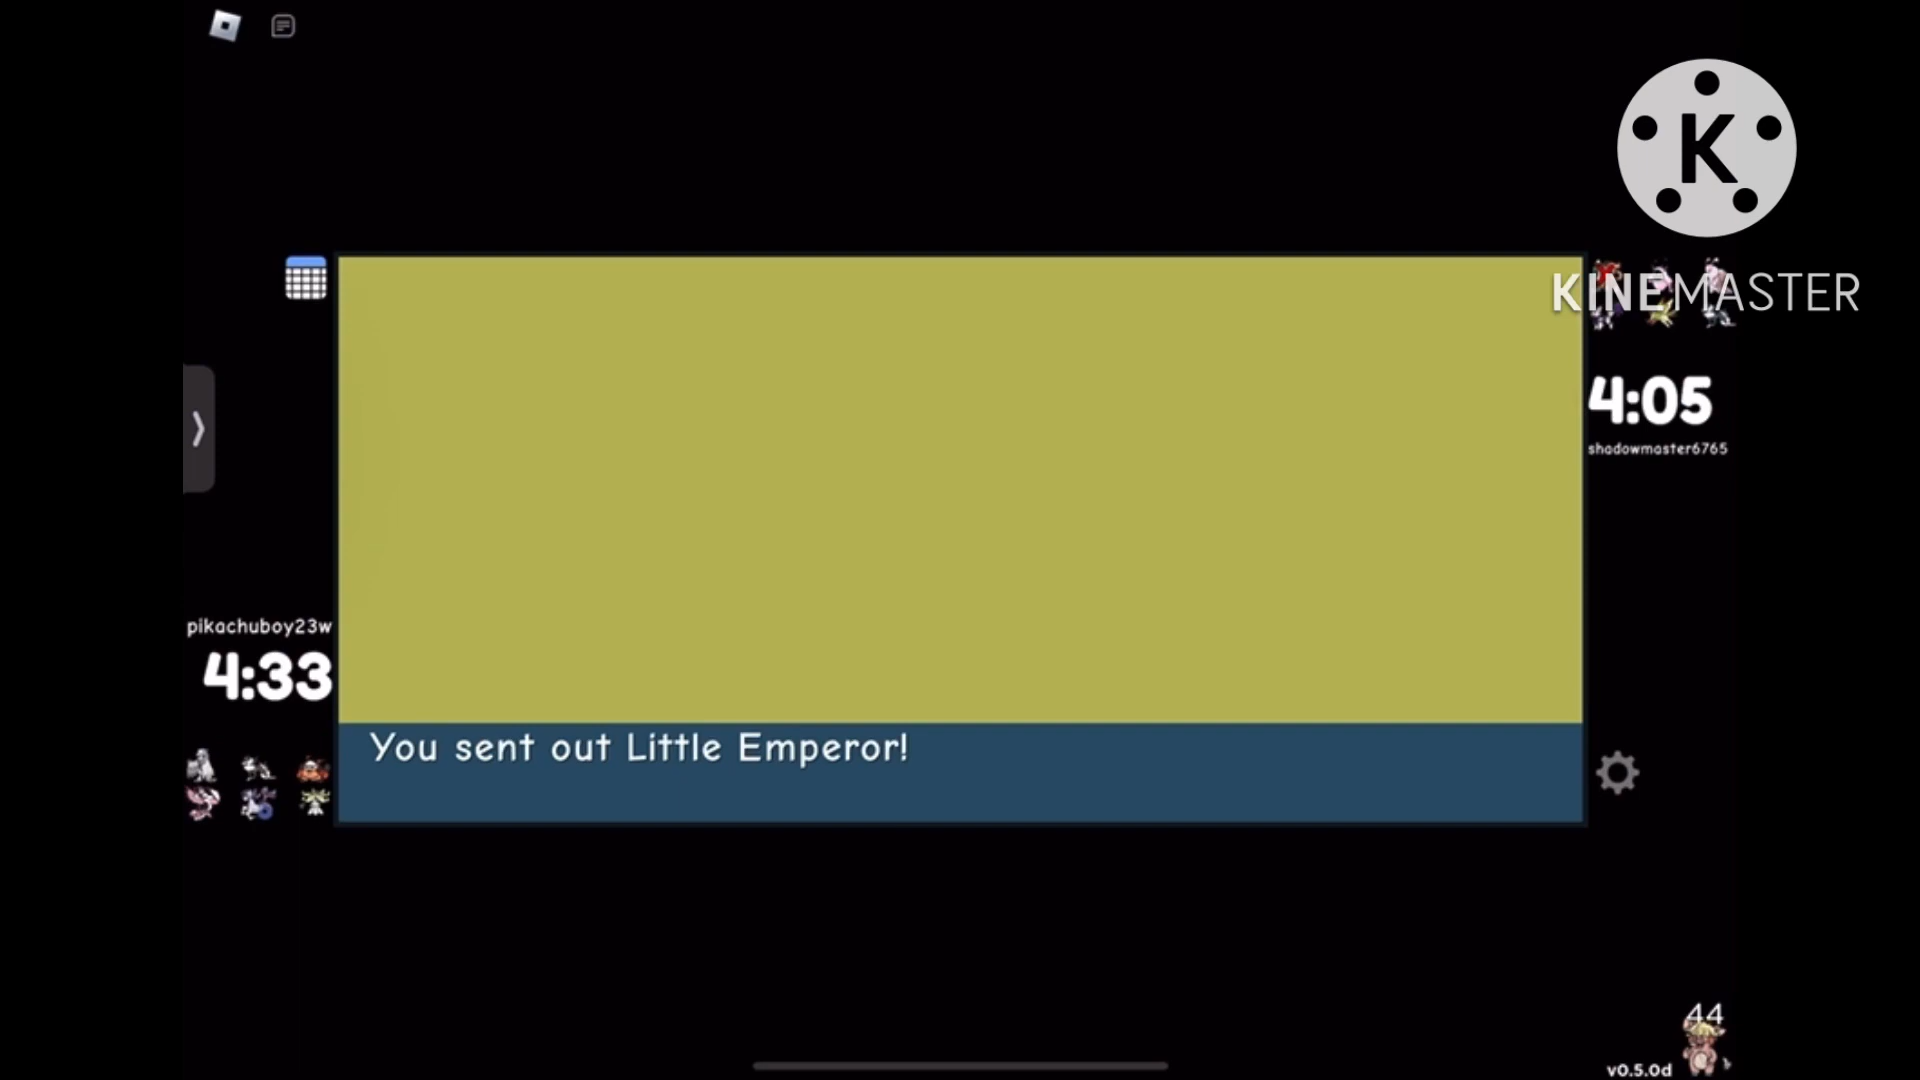 K
KINEMASTER
4:05
shadowmaster6765
pikachuboy23w
4:33
You sent out Little Emperor!
44
v0.5.0d